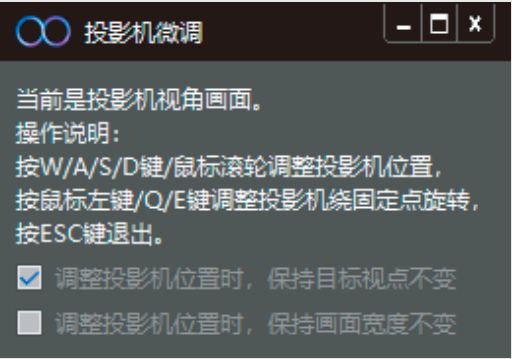 投影机微调
当前是投影机视角画面。
操作说明：
按W/A/S/D键/鼠标滚轮调整投影机位置，
按鼠标左键/Q/E键调整投影机绕固定点旋转，
按ESC键退出。
调整投影机位置时，保持目标视点不变
调整投影机位置时，保持画面宽度不变